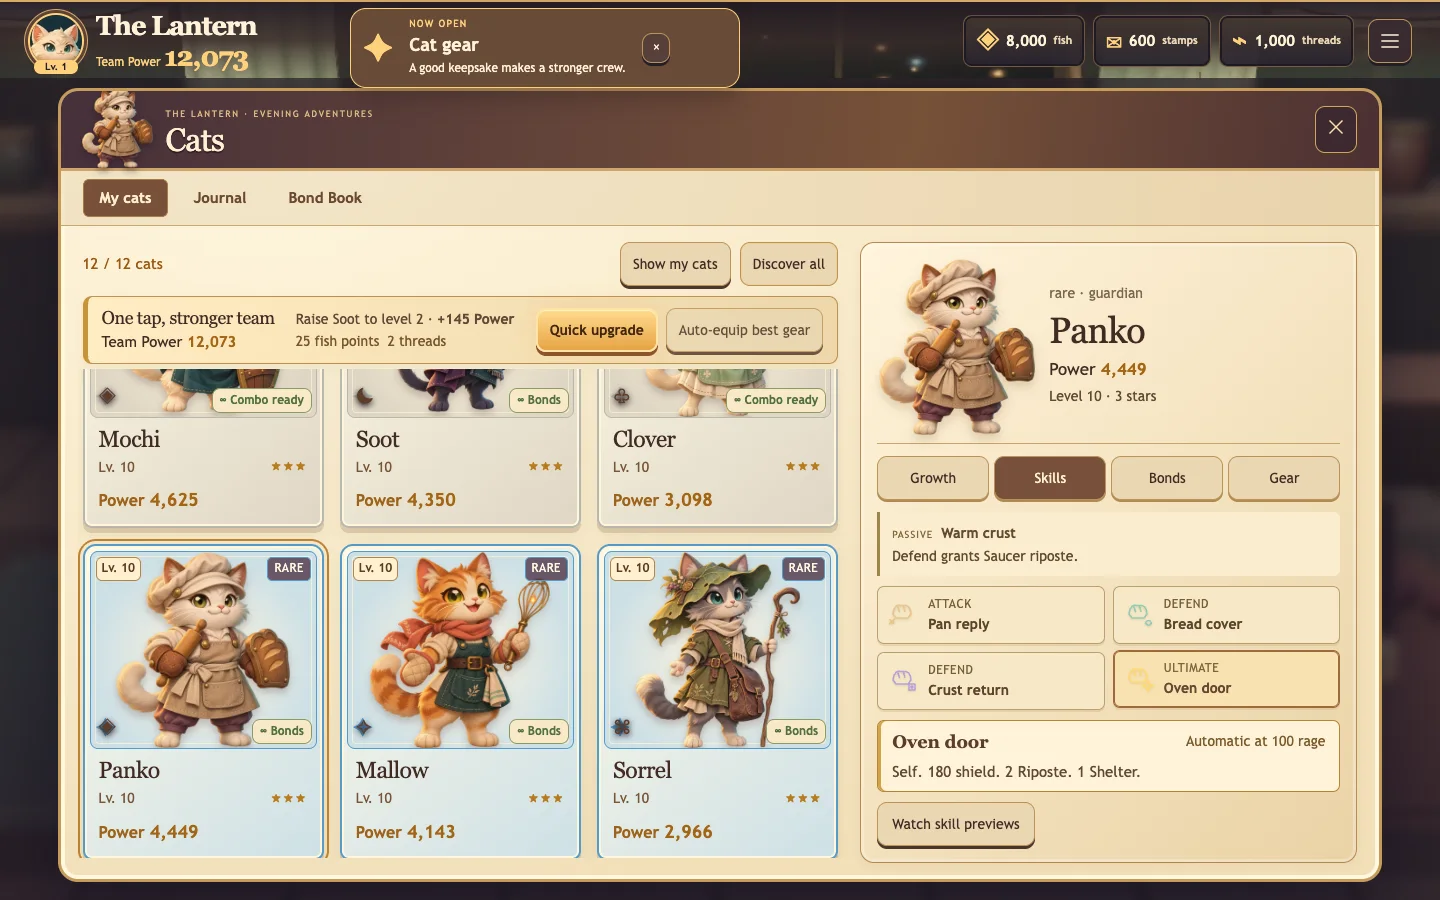 The Lantern
Team Power 12,073
Lv. 1
NOW OPEN
Cat gear
A good keepsake makes a stronger crew.
×
8,000 fish
600 stamps
1,000 threads
THE LANTERN · EVENING ADVENTURES
Cats
My cats
Journal
Bond Book
12 / 12 cats
Show my cats
Discover all
One tap, stronger team
Team Power 12,073
Raise Soot to level 2 · +145 Power
25 fish points 2 threads
Quick upgrade
Auto-equip best gear
∞ Combo ready
Mochi
Lv. 10
★★★
Power 4,625
∞ Bonds
Soot
Lv. 10
★★★
Power 4,350
∞ Combo ready
Clover
Lv. 10
★★★
Power 3,098
Lv. 10
RARE
∞ Bonds
Panko
Lv. 10
★★★
Power 4,449
Lv. 10
RARE
∞ Bonds
Mallow
Lv. 10
★★★
Power 4,143
Lv. 10
RARE
∞ Bonds
Sorrel
Lv. 10
★★★
Power 2,966
rare · guardian
Panko
Power 4,449
Level 10 · 3 stars
Growth
Skills
Bonds
Gear
PASSIVE Warm crust
Defend grants Saucer riposte.
ATTACK
Pan reply
DEFEND
Bread cover
DEFEND
Crust return
ULTIMATE
Oven door
Oven door
Automatic at 100 rage
Self. 180 shield. 2 Riposte. 1 Shelter.
Watch skill previews